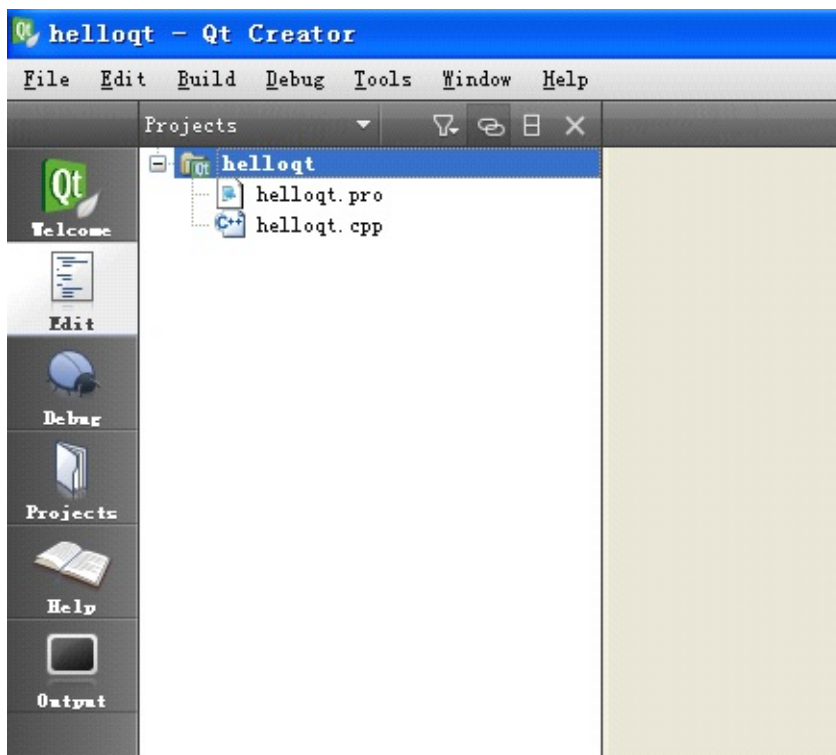 helloqt - Qt Creator
File Edit Build Debug Tools Window Help
Projects
Qt
Welcome
Edit
Debug
Projects
Help
Output
helloqt
helloqt.pro
C++ helloqt.cpp